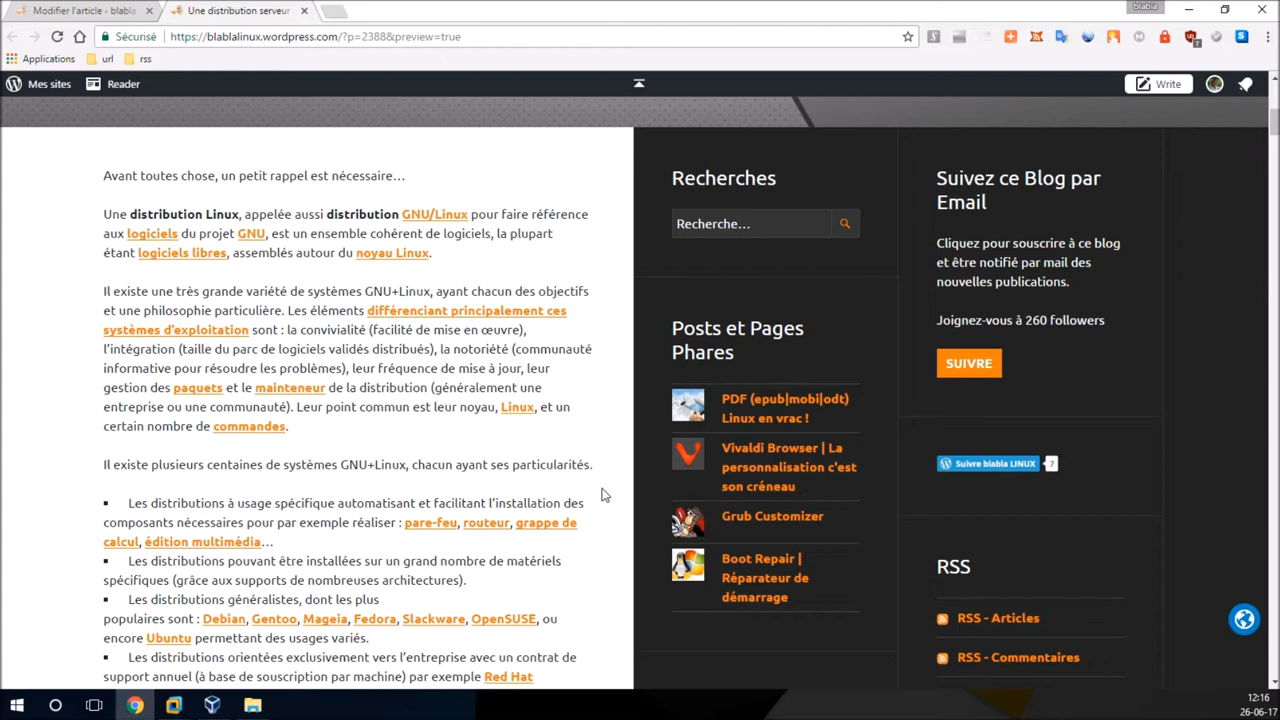 Modifier l'article ‹ blabla
Une distribution serveur
blabla
Sécurisé
https://blablalinux.wordpress.com/?p=2388&preview=true
Applications
url
rss
7
Mes sites
Reader
Write
Avant toutes chose, un petit rappel est nécessaire…
Une distribution Linux, appelée aussi distribution GNU/Linux pour faire référence
aux logiciels du projet GNU, est un ensemble cohérent de logiciels, la plupart
étant logiciels libres, assemblés autour du noyau Linux.
Il existe une très grande variété de systèmes GNU+Linux, ayant chacun des objectifs
et une philosophie particulière. Les éléments différenciant principalement ces
systèmes d’exploitation sont : la convivialité (facilité de mise en œuvre),
l’intégration (taille du parc de logiciels validés distribués), la notoriété (communauté
informative pour résoudre les problèmes), leur fréquence de mise à jour, leur
gestion des paquets et le mainteneur de la distribution (généralement une
entreprise ou une communauté). Leur point commun est leur noyau, Linux, et un
certain nombre de commandes.
Il existe plusieurs centaines de systèmes GNU+Linux, chacun ayant ses particularités.
▪ Les distributions à usage spécifique automatisant et facilitant l’installation des
composants nécessaires pour par exemple réaliser : pare-feu, routeur, grappe de
calcul, édition multimédia…
▪ Les distributions pouvant être installées sur un grand nombre de matériels
spécifiques (grâce aux supports de nombreuses architectures).
▪ Les distributions généralistes, dont les plus
populaires sont : Debian, Gentoo, Mageia, Fedora, Slackware, OpenSUSE, ou
encore Ubuntu permettant des usages variés.
▪ Les distributions orientées exclusivement vers l’entreprise avec un contrat de
support annuel (à base de souscription par machine) par exemple Red Hat
Recherches
Recherche…
Posts et Pages
Phares
PDF (epub|mobi|odt)
Linux en vrac !
Vivaldi Browser | La
personnalisation c'est
son créneau
Grub Customizer
Boot Repair |
Réparateur de
démarrage
Suivez ce Blog par
Email
Cliquez pour souscrire à ce blog
et être notifié par mail des
nouvelles publications.
Joignez-vous à 260 followers
SUIVRE
Suivre blabla LINUX
7
RSS
RSS - Articles
RSS - Commentaires
12:16
26-06-17